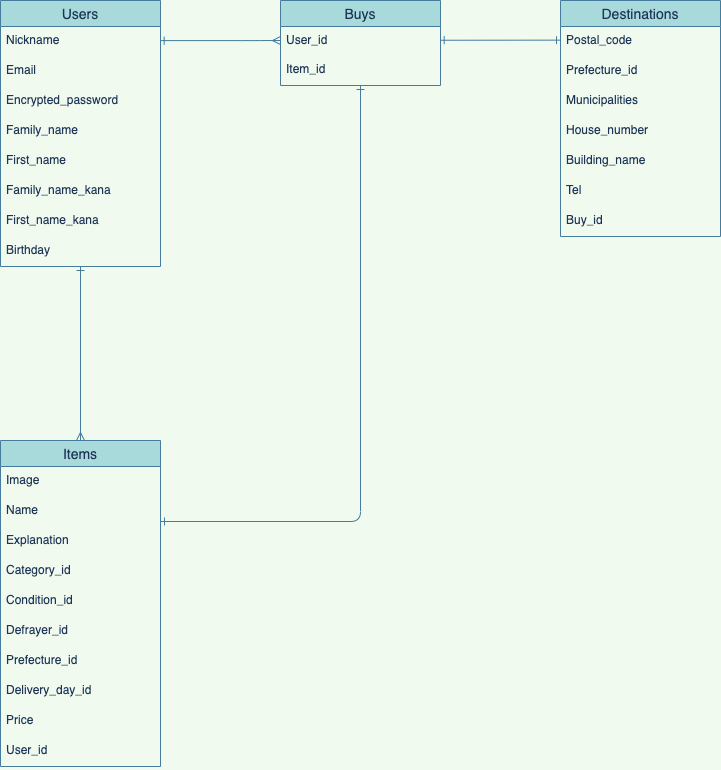 Users
Nickname
Email
Encrypted_password
Family_name
First_name
Family_name_kana
First_name_kana
Birthday
Buys
User_id
Item_id
Destinations
Postal_code
Prefecture_id
Municipalities
House_number
Building_name
Tel
Buy_id
Items
Image
Name
Explanation
Category_id
Condition_id
Defrayer_id
Prefecture_id
Delivery_day_id
Price
User_id